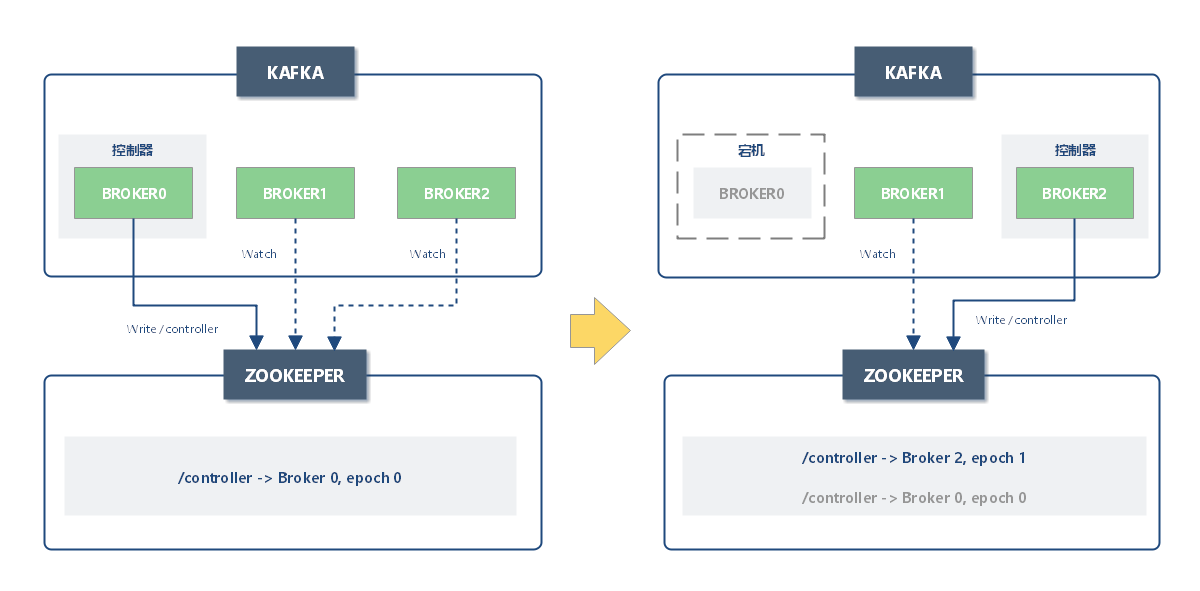 KAFKA
控制器
BROKER0
BROKER1
BROKER2
Watch
Watch
Write / controller
ZOOKEEPER
/controller -> Broker 0, epoch 0
KAFKA
宕机
BROKER0
BROKER1
控制器
BROKER2
Watch
Write / controller
ZOOKEEPER
/controller -> Broker 2, epoch 1
/controller -> Broker 0, epoch 0